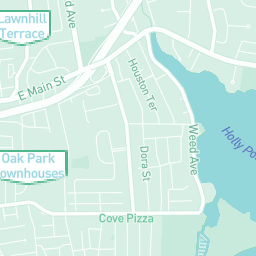 Lawnhill
Terrace
d Ave
E Main St
Houston Ter
Weed Ave
Holly Po
Oak Park
ownhouses
Dora St
Cove Pizza